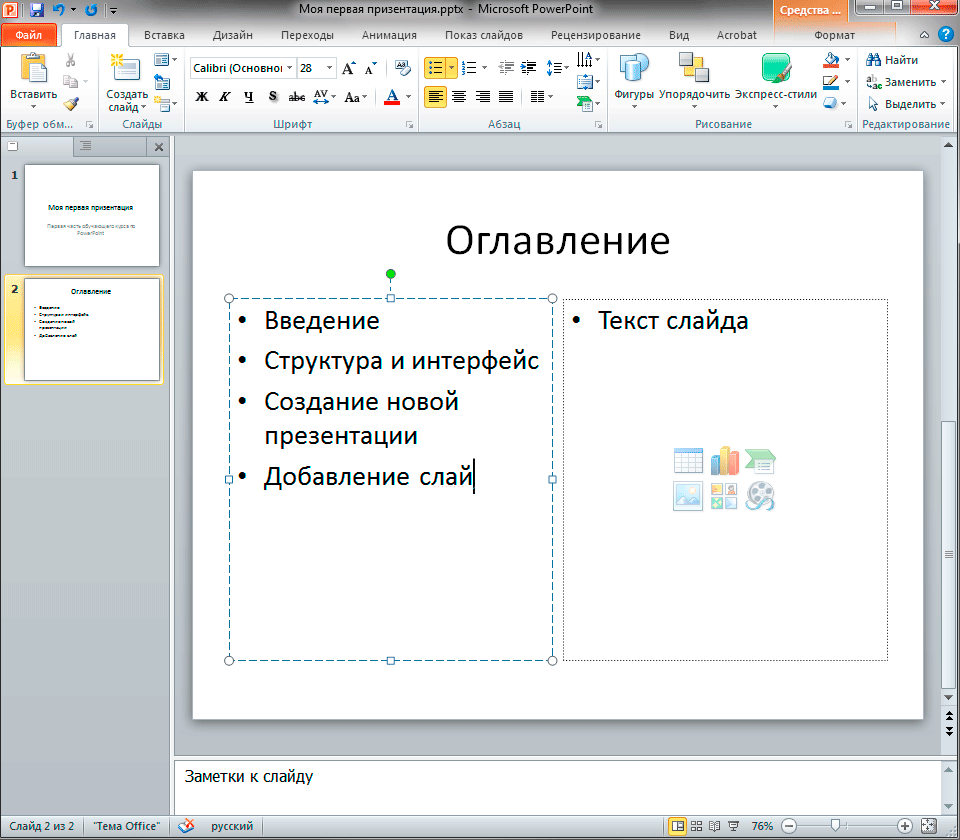 Моя первая призентация.pptx - Microsoft PowerPoint
Средства ...
Файл Главная Вставка Дизайн Переходы Анимация Показ слайдов Рецензирование Вид Acrobat Формат
Вставить
Создать слайд
Calibri (Основной 28
Ж К Ч S abc AV Aa А
Фигуры Упорядочить Экспресс-стили
Найти
Заменить
Выделить
Буфер обм... Слайды Шрифт Абзац Рисование Редактирование
1
Моя первая призентация
Первая часть обучающего курса по
PowerPoint
2
Оглавление
Введение
Структура и интерфейс
Создание новой
презентации
Добавление слай
Оглавление
• Введение
• Структура и интерфейс
• Создание новой
презентации
• Добавление слай
• Текст слайда
Заметки к слайду
Слайд 2 из 2 "Тема Office" русский 76%